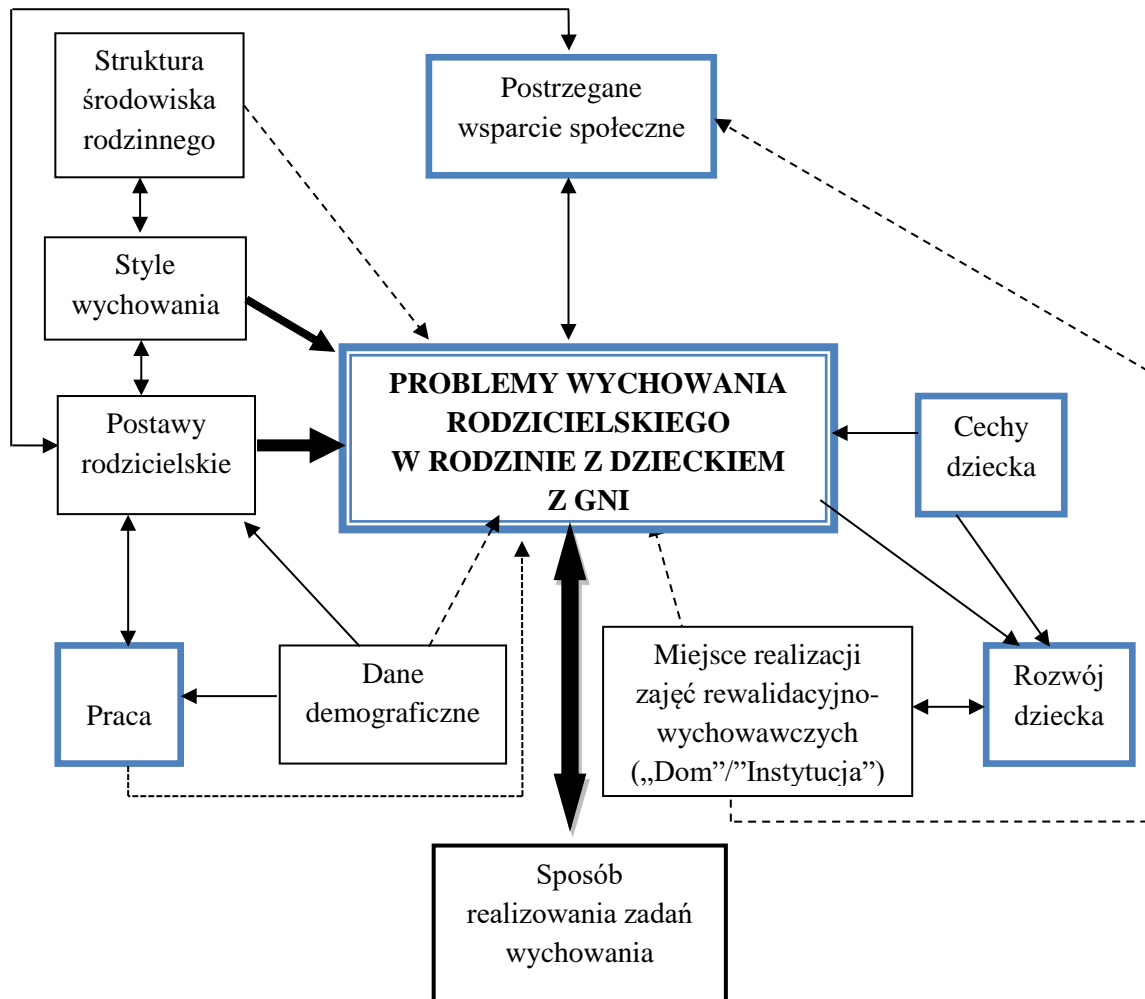 Struktura
środowiska
rodzinnego
Postrzegane
wsparcie społeczne
Style
wychowania
PROBLEMY WYCHOWANIA
RODZICIELSKIEGO
W RODZINIE Z DZIECKIEM
Z GNI
Postawy
rodzicielskie
Cechy
dziecka
Praca
Dane
demograficzne
Miejsce realizacji
zajęć rewalidacyjno-
wychowawczych
(„Dom”/”Instytucja”)
Rozwój
dziecka
Sposób
realizowania zadań
wychowania